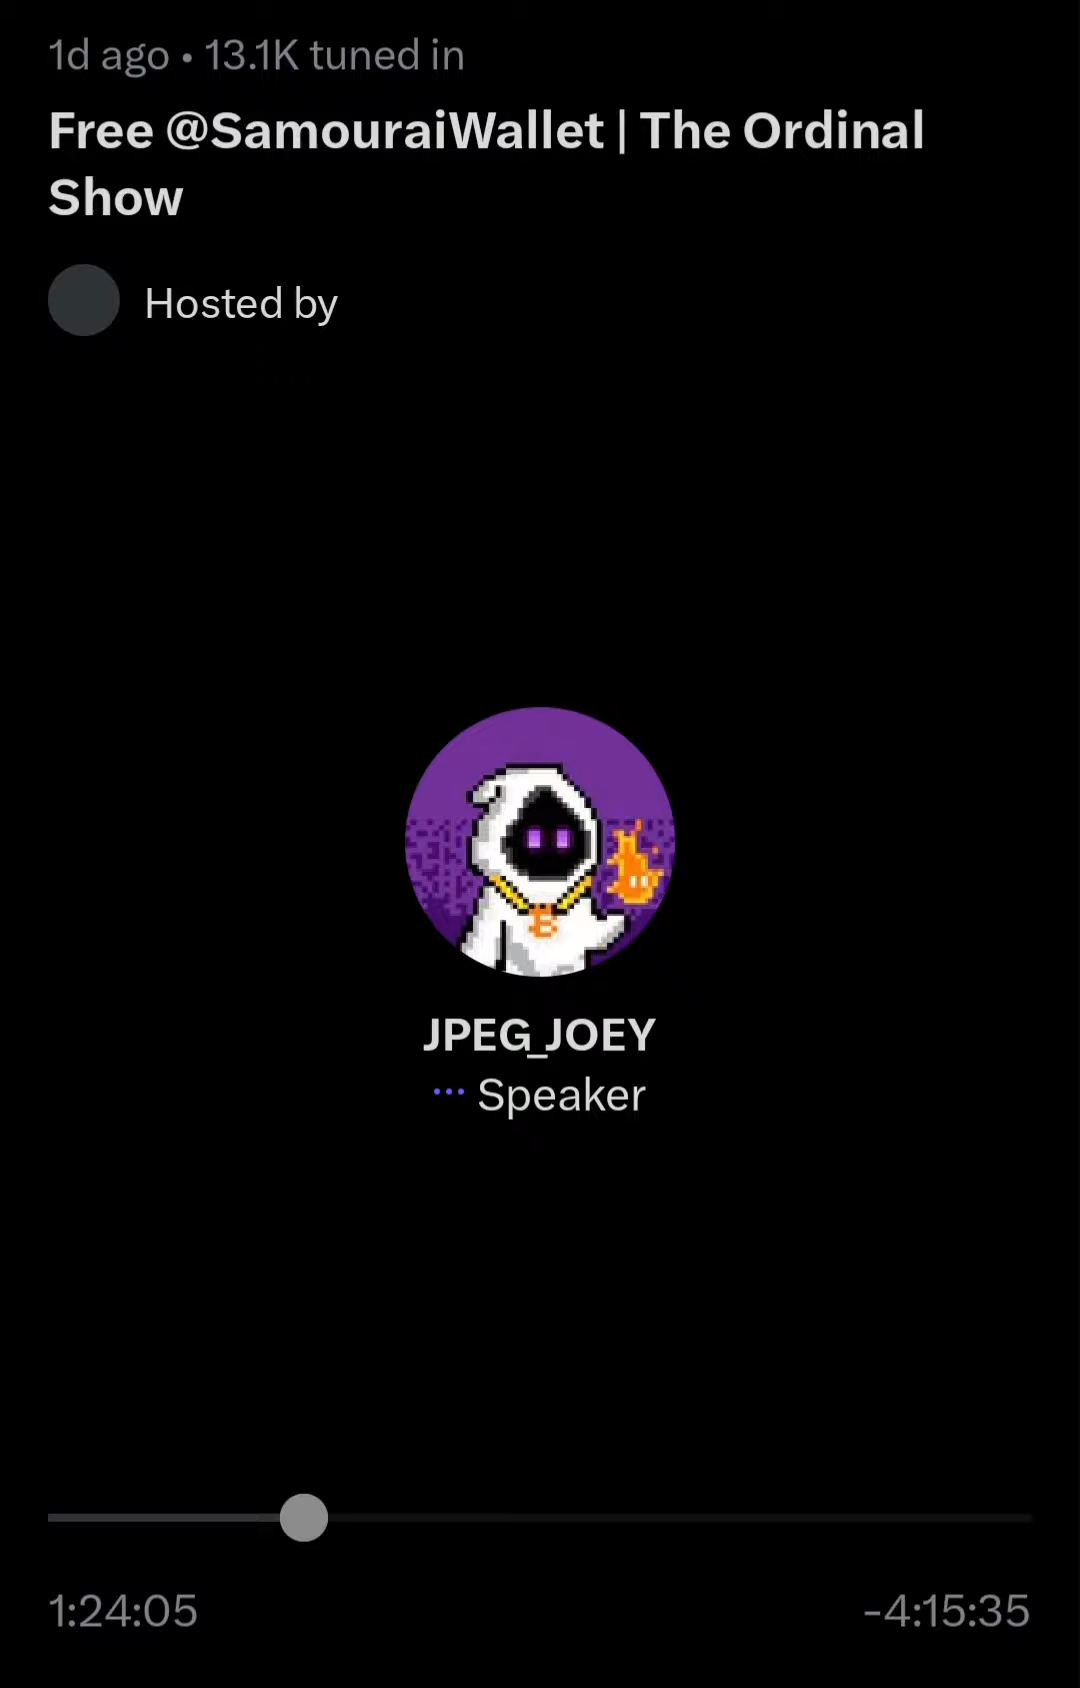 1d ago • 13.1K tuned in
Free @SamouraiWallet | The Ordinal
Show
Hosted by
JPEG_JOEY
··· Speaker
1:24:05
-4:15:35